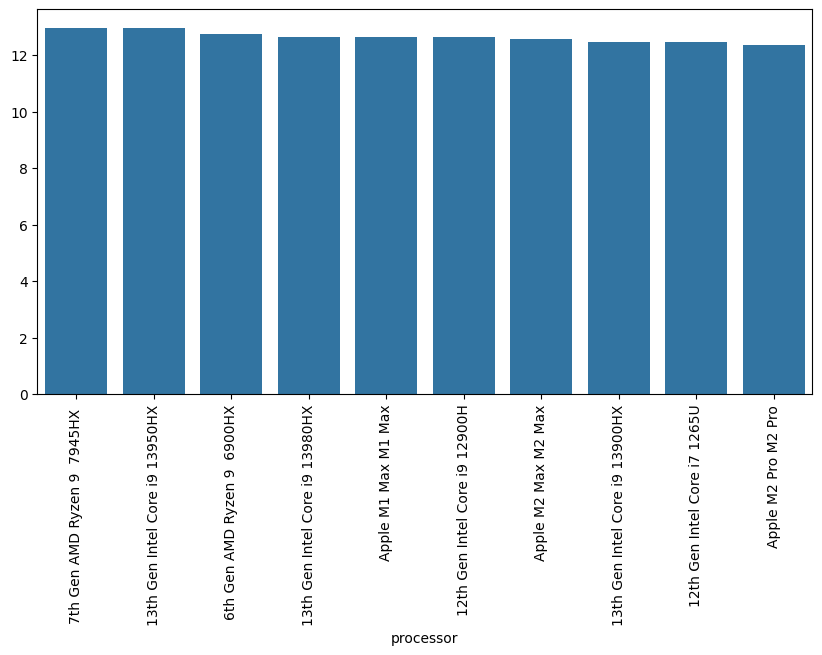 12
10
8
6
4
2
0
7th Gen AMD Ryzen 9  7945HX
13th Gen Intel Core i9 13950HX
6th Gen AMD Ryzen 9  6900HX
13th Gen Intel Core i9 13980HX
Apple M1 Max M1 Max
12th Gen Intel Core i9 12900H
Apple M2 Max M2 Max
13th Gen Intel Core i9 13900HX
12th Gen Intel Core i7 1265U
Apple M2 Pro M2 Pro
processor